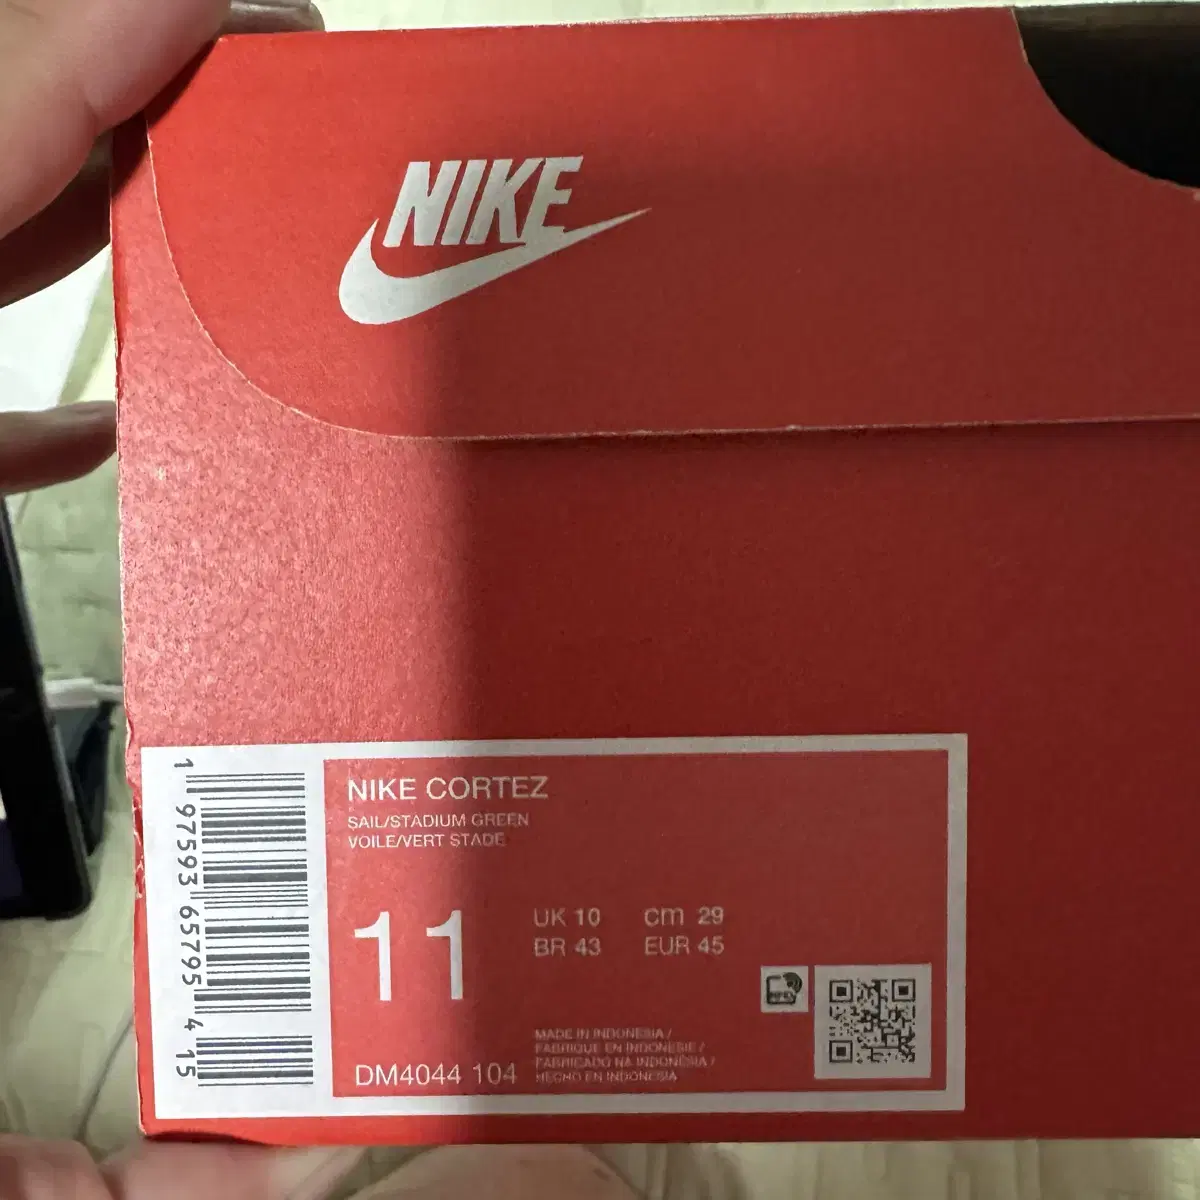 NIKE
NIKE CORTEZ
SAIL/STADIUM GREEN
VOILE/VERT STADE
11
UK 10
cm 29
BR 43
EUR 45
MADE IN INDONESIA /
FABRIQUE EN INDONESIE /
FABRICADO NA INDONESIA /
HECHO EN INDONESIA
DM4044 104
1 97593 65795 4 15